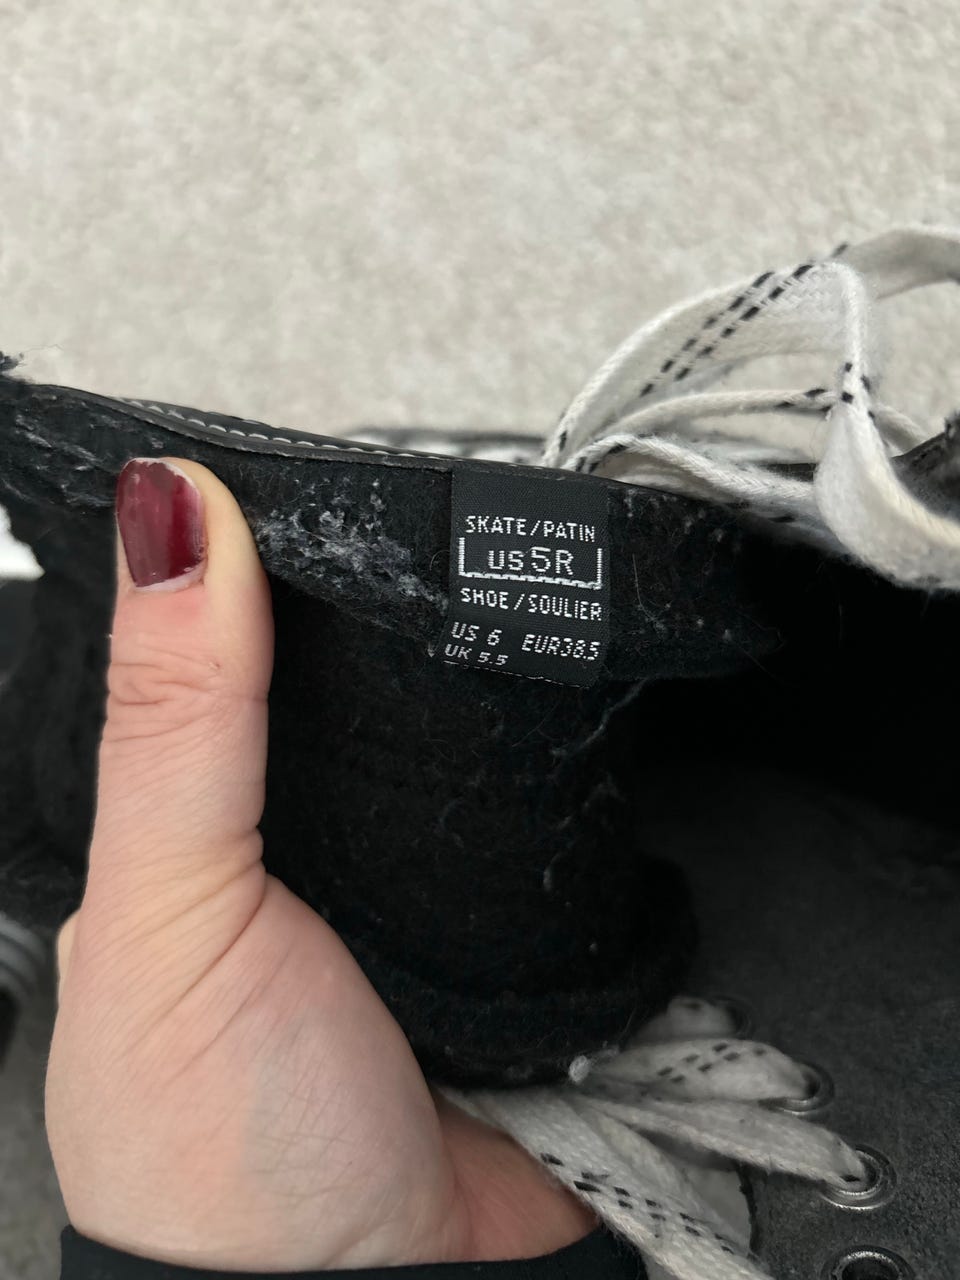 SKATE/PATIN
us 5R
SHOE/SOULIER
US 6 EUR38.5
UK 5.5